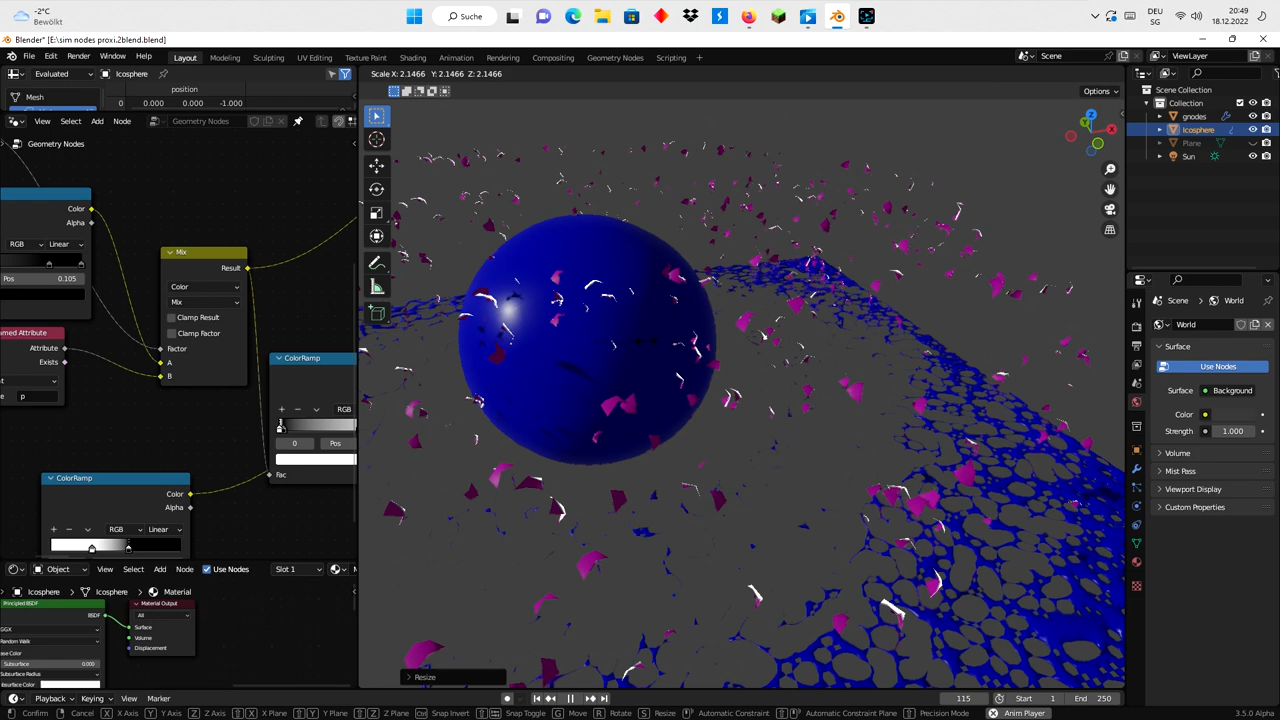 -2°C
Bewölkt
Suche
DE
SG
20:49
18.12.2022
Blender* [E:\sim nodes proxi.2blend.blend]
File Edit Render Window Help
Layout Modeling Sculpting UV Editing Texture Paint Shading Animation Rendering Compositing Geometry Nodes Scripting +
Scene
ViewLayer
Evaluated
Icosphere
Scale X: 2.1466 Y: 2.1466 Z: 2.1466
Mesh
position
0 0.000 0.000 -1.000
View Select Add Node
Geometry Nodes
Options
Geometry Nodes
Scene Collection
Collection
gnodes
Icosphere
Plane
Sun
Color
Alpha
RGB Linear
Pos 0.105
Mix
Result
Color
Mix
Clamp Result
Clamp Factor
Factor
A
B
Attribute
Exists
p
ColorRamp
RGB
0 Pos
Fac
ColorRamp
Color
Alpha
RGB Linear
Object View Select Add Node Use Nodes Slot 1
Icosphere Icosphere Material
Principled BSDF
BSDF
GGX
Subsurface 0.000
Subsurface Radius
Material Output
All
Surface
Volume
Displacement
Resize
X
Y
Z
Scene World
World
Surface
Use Nodes
Surface Background
Color
Strength 1.000
Volume
Mist Pass
Viewport Display
Custom Properties
Playback Keying View Marker
115 Start 1 End 250
Confirm Cancel X X Axis Y Y Axis Z Z Axis X X Plane Y Y Plane Z Z Plane Ctrl Snap Invert Snap Toggle G Move R Rotate S Resize Automatic Constraint Automatic Constraint Plane Precision Mode Anim Player 3.5.0 Alpha